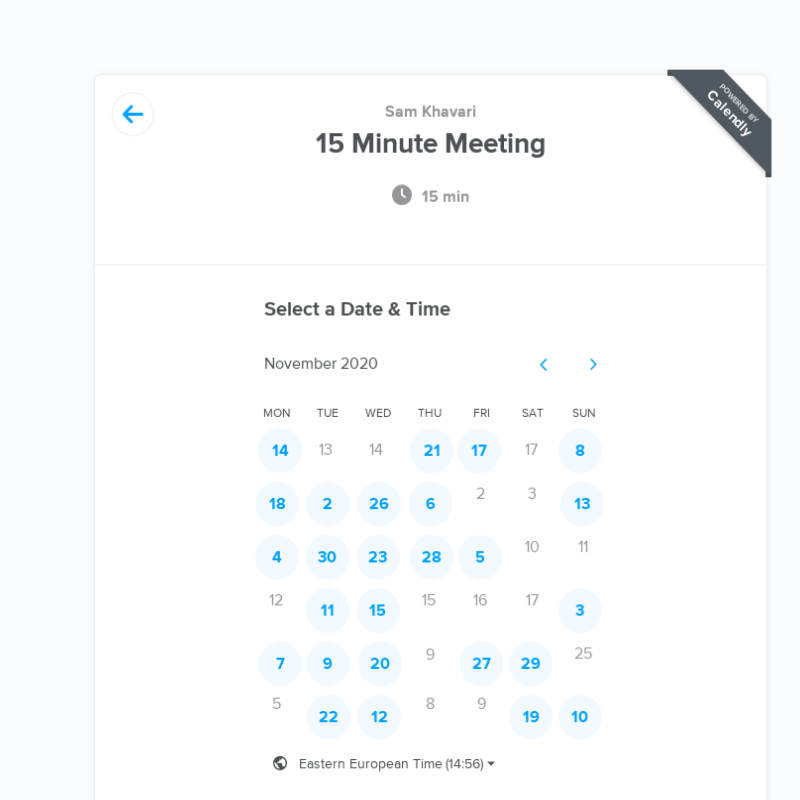 POWERED BY
Calendly
Sam Khavari
15 Minute Meeting
15 min
Select a Date & Time
November 2020
MON TUE WED THU FRI SAT SUN
14 13 14 21 17 17 8
18 2 26 6 2 3 13
4 30 23 28 5 10 11
12 11 15 15 16 17 3
7 9 20 9 27 29 25
5 22 12 8 9 19 10
Eastern European Time (14:56)